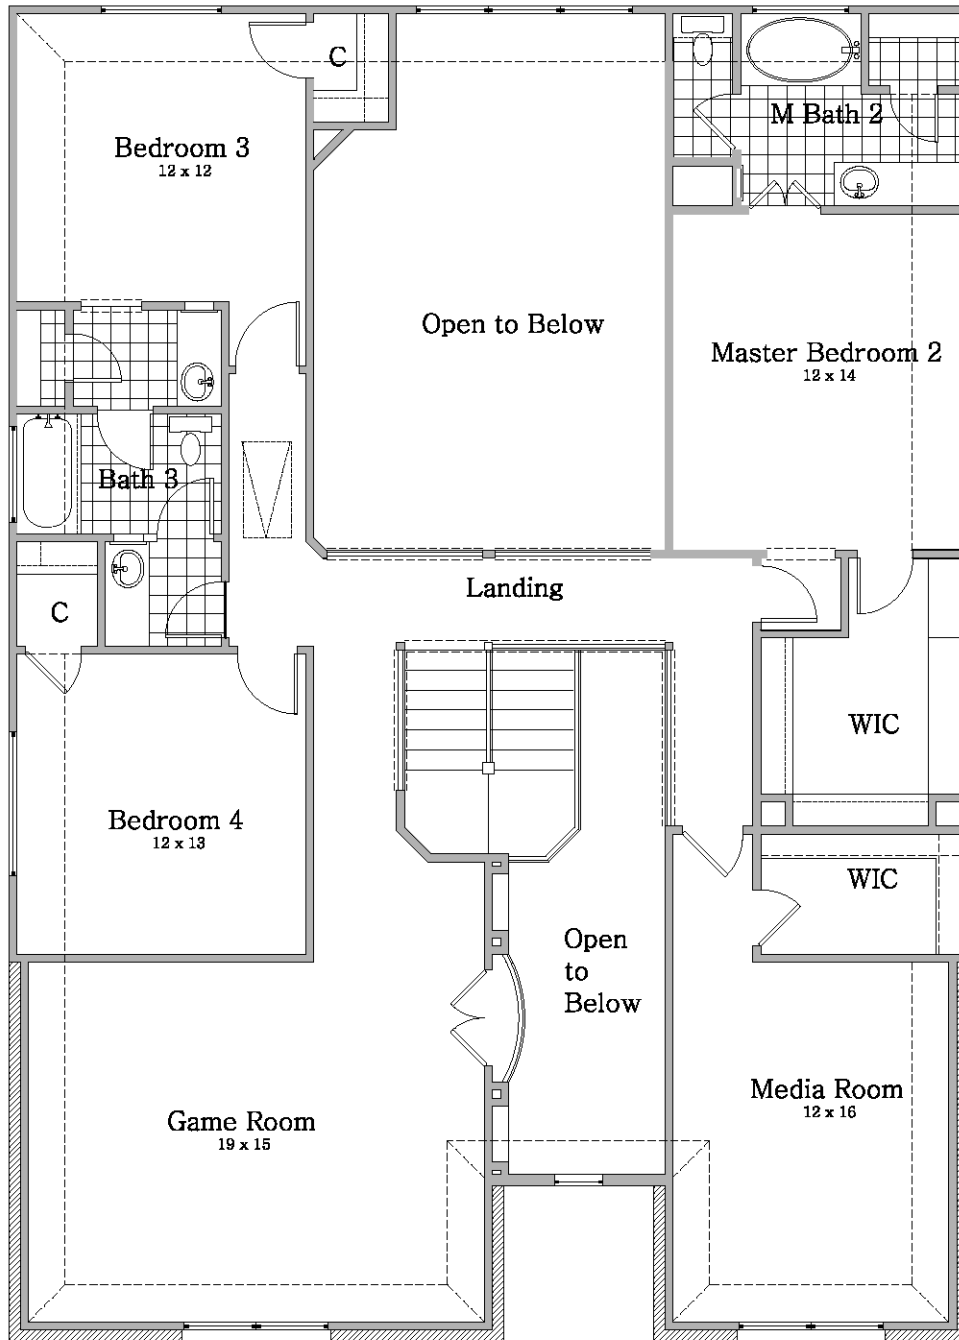 C
M Bath 2
Bedroom 3
12 x 12
Open to Below
Master Bedroom 2
12 x 14
Bath 3
Landing
C
WIC
Bedroom 4
12 x 13
WIC
Open
to
Below
Media Room
12 x 16
Game Room
19 x 15